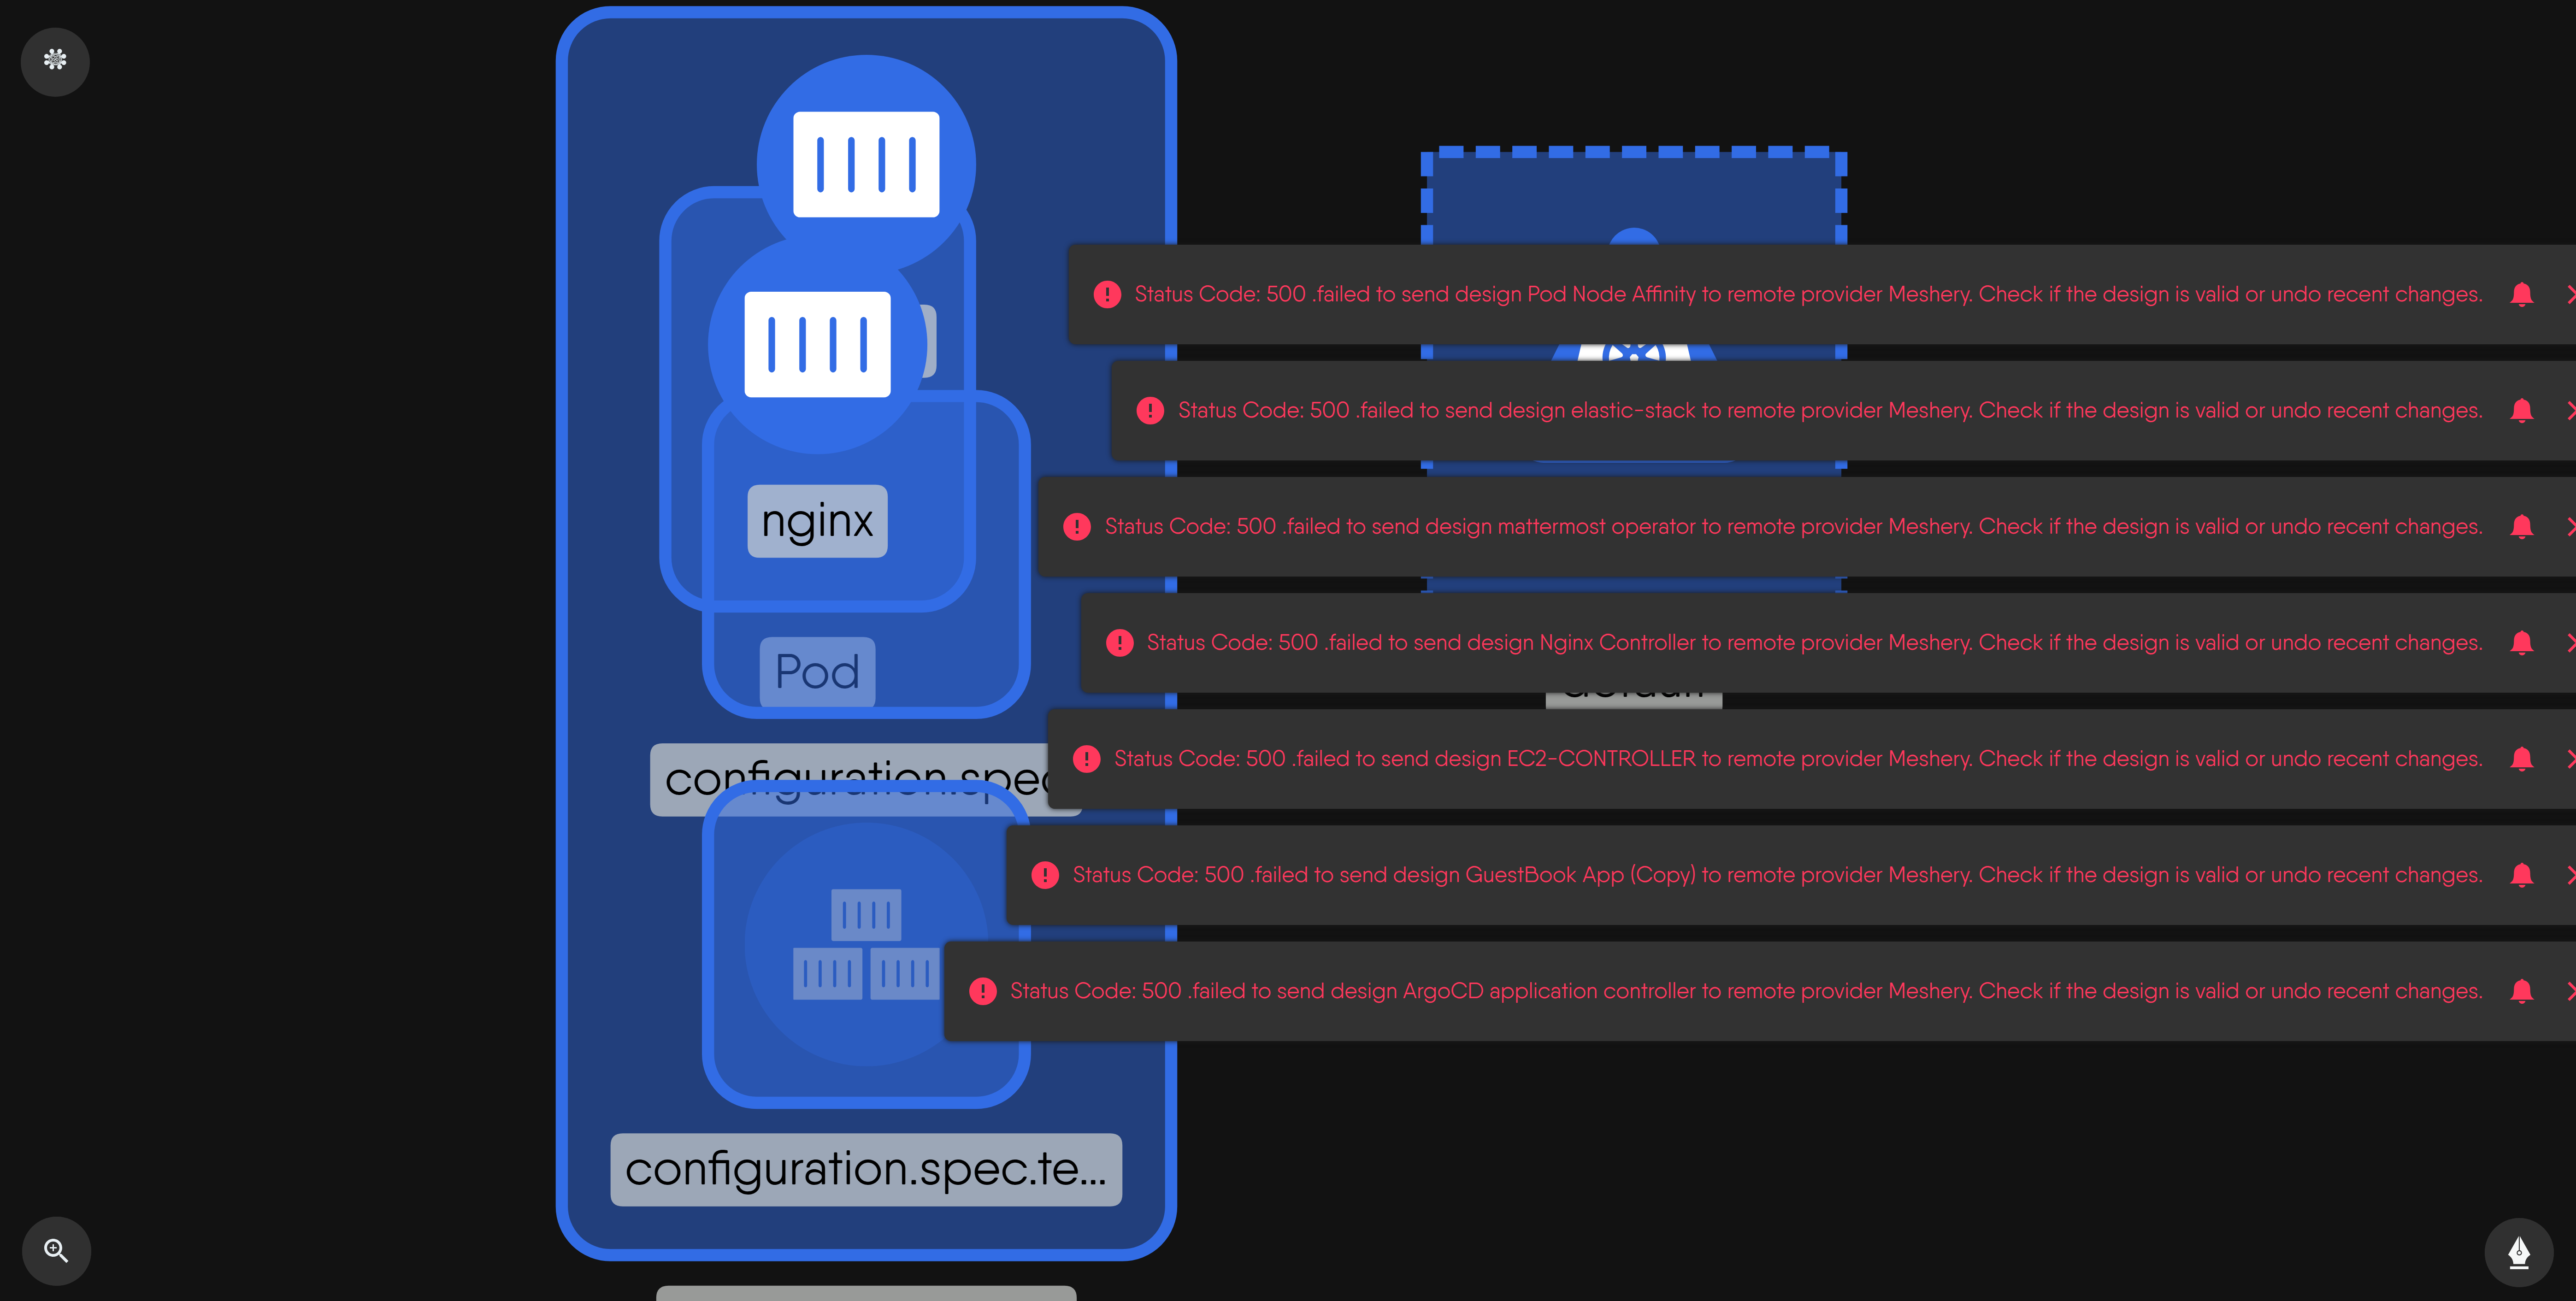 Status Code: 500 .failed to send design Pod Node Affinity to remote provider Meshery. Check if the design is valid or undo recent changes.
Status Code: 500 .failed to send design elastic-stack to remote provider Meshery. Check if the design is valid or undo recent changes.
nginx
Status Code: 500 .failed to send design mattermost operator to remote provider Meshery. Check if the design is valid or undo recent changes.
Status Code: 500 .failed to send design Nginx Controller to remote provider Meshery. Check if the design is valid or undo recent changes.
Pod
Status Code: 500 .failed to send design EC2-CONTROLLER to remote provider Meshery. Check if the design is valid or undo recent changes.
configuration.spec
Status Code: 500 .failed to send design GuestBook App (Copy) to remote provider Meshery. Check if the design is valid or undo recent changes.
Status Code: 500 .failed to send design ArgoCD application controller to remote provider Meshery. Check if the design is valid or undo recent changes.
configuration.spec.te...